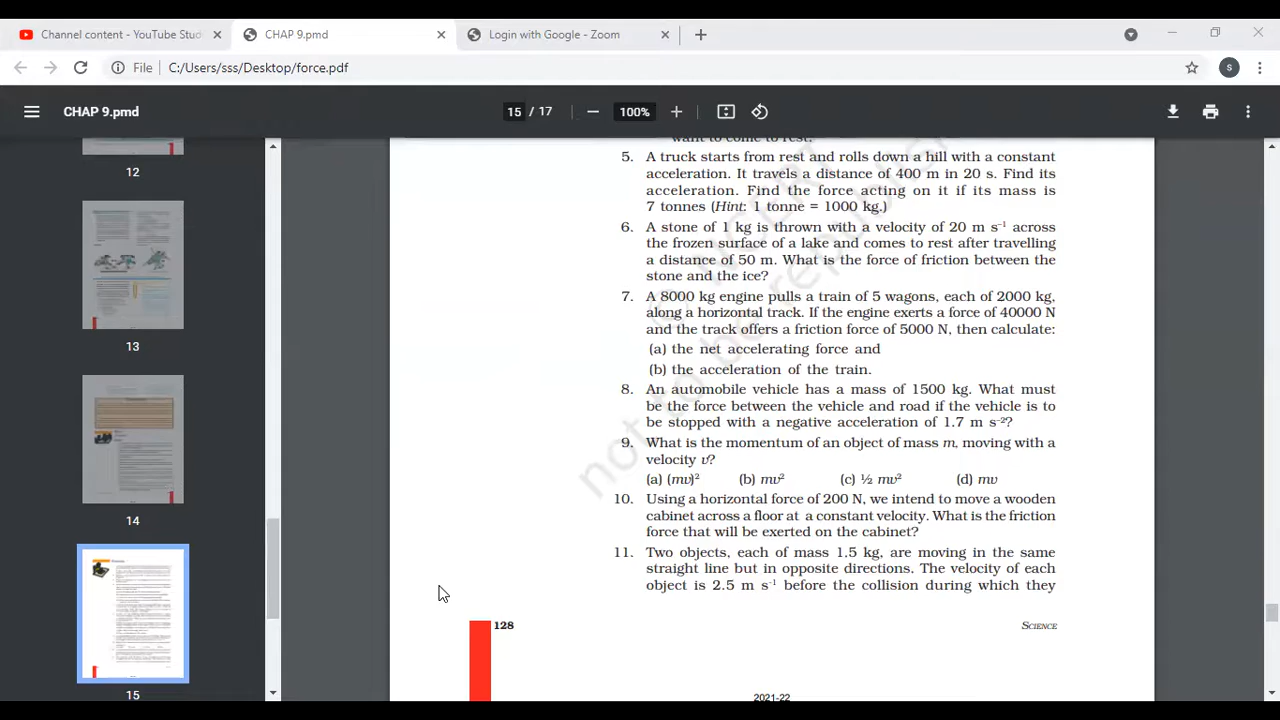 Channel content - YouTube Stud
CHAP 9.pmd
Login with Google - Zoom
File C:/Users/sss/Desktop/force.pdf
S
CHAP 9.pmd
15 / 17
100%
12
13
14
15
want to come to rest.
5. A truck starts from rest and rolls down a hill with a constant
acceleration. It travels a distance of 400 m in 20 s. Find its
acceleration. Find the force acting on it if its mass is
7 tonnes (Hint: 1 tonne = 1000 kg.)
6. A stone of 1 kg is thrown with a velocity of 20 m s⁻¹ across
the frozen surface of a lake and comes to rest after travelling
a distance of 50 m. What is the force of friction between the
stone and the ice?
7. A 8000 kg engine pulls a train of 5 wagons, each of 2000 kg,
along a horizontal track. If the engine exerts a force of 40000 N
and the track offers a friction force of 5000 N, then calculate:
(a) the net accelerating force and
(b) the acceleration of the train.
8. An automobile vehicle has a mass of 1500 kg. What must
be the force between the vehicle and road if the vehicle is to
be stopped with a negative acceleration of 1.7 m s⁻²?
9. What is the momentum of an object of mass m, moving with a
velocity v?
(a) (mv)² (b) mv² (c) ½ mv² (d) mv
10. Using a horizontal force of 200 N, we intend to move a wooden
cabinet across a floor at a constant velocity. What is the friction
force that will be exerted on the cabinet?
11. Two objects, each of mass 1.5 kg, are moving in the same
straight line but in opposite directions. The velocity of each
object is 2.5 m s⁻¹ before the collision during which they
128
SCIENCE
2021-22
not to be